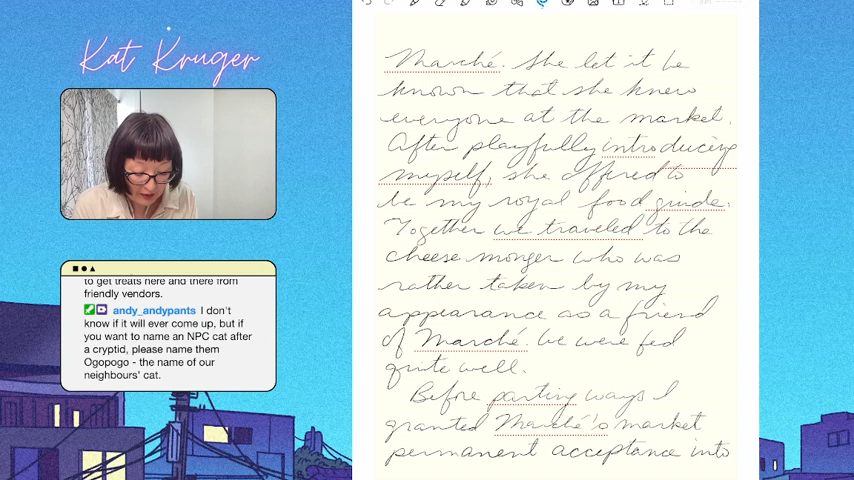 Kat Kruger
to get treats here and there from
friendly vendors.
andy_andypants I don't
know if it will ever come up, but if
you want to name an NPC cat after
a cryptid, please name them
Ogopogo - the name of our
neighbours' cat.
Marché. She let it be
known that she knew
everyone at the market.
After playfully introducing
myself, she offered to
be my royal food guide.
Together we traveled to the
cheese monger who was
rather taken by my
appearance as a friend
of Marché. We were fed
quite well.
Before parting ways I
granted Marché's market
permanent acceptance into